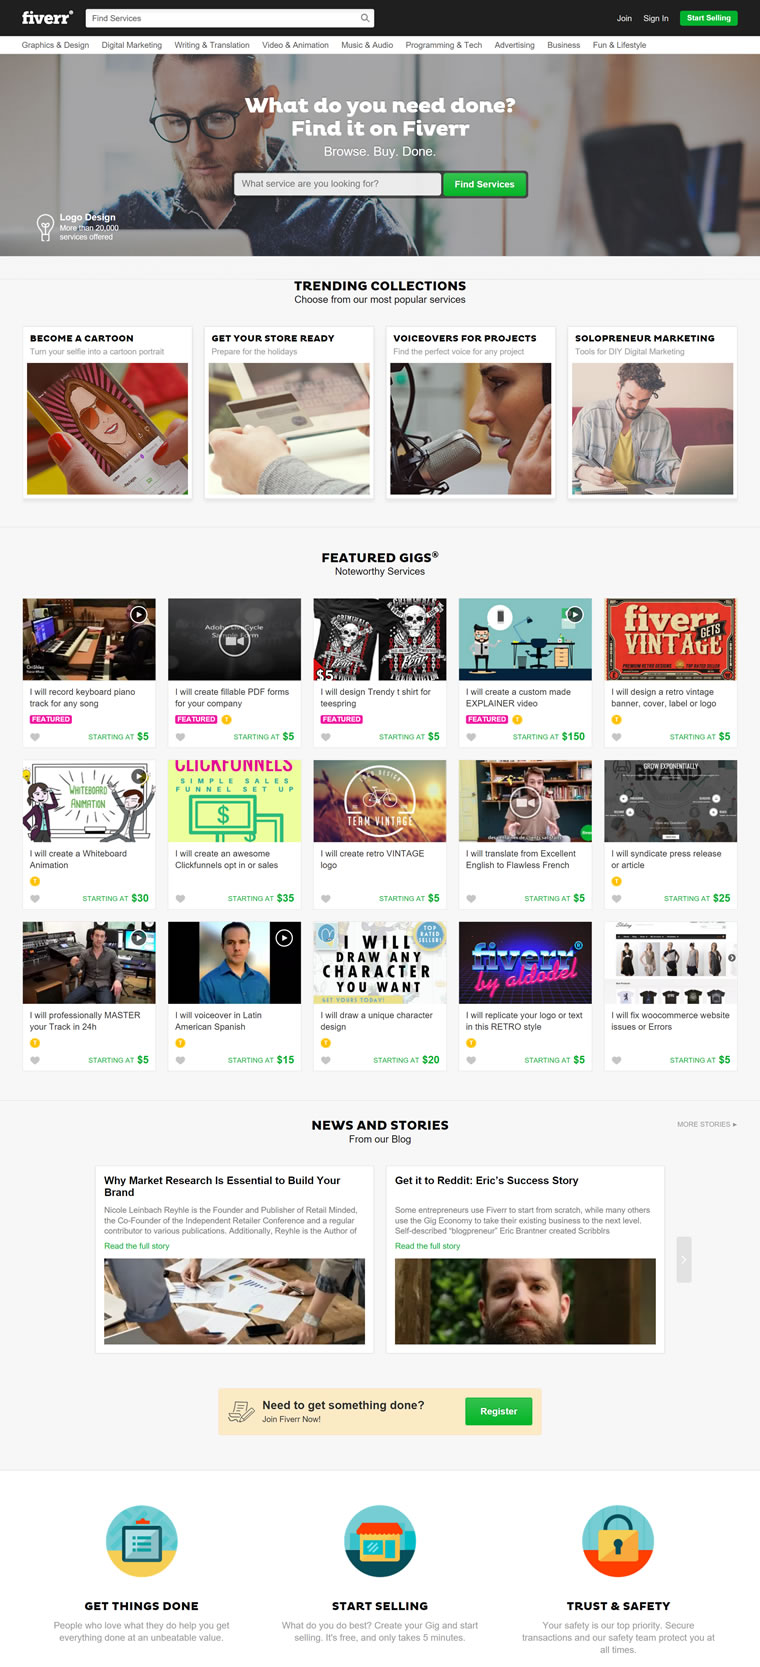 fiverr®
Find Services
Join
Sign In
Start Selling
Graphics & Design
Digital Marketing
Writing & Translation
Video & Animation
Music & Audio
Programming & Tech
Advertising
Business
Fun & Lifestyle
What do you need done?
Find it on Fiverr
Browse. Buy. Done.
What service are you looking for?
Find Services
Logo Design
More than 20,000
services offered
TRENDING COLLECTIONS
Choose from our most popular services
BECOME A CARTOON
Turn your selfie into a cartoon portrait
GET YOUR STORE READY
Prepare for the holidays
VOICEOVERS FOR PROJECTS
Find the perfect voice for any project
SOLOPRENEUR MARKETING
Tools for DIY Digital Marketing
FEATURED GIGS®
Noteworthy Services
I will record keyboard piano
track for any song
FEATURED
STARTING AT $5
Adobe LiveCycle
Sample Form
I will create fillable PDF forms
for your company
FEATURED
STARTING AT $5
$5
I will design Trendy t shirt for
teespring
FEATURED
STARTING AT $5
I will create a custom made
EXPLAINER video
FEATURED
STARTING AT $150
fiverr
GETS
VINTAGE
I will design a retro vintage
banner, cover, label or logo
STARTING AT $5
WHITEBOARD
ANIMATION
I will create a Whiteboard
Animation
STARTING AT $30
CLICKFUNNELS
SIMPLE SALES
FUNNEL SET UP
$
I will create an awesome
Clickfunnels opt in or sales
STARTING AT $35
TEAM VINTAGE
I will create retro VINTAGE
logo
STARTING AT $5
I will translate from Excellent
English to Flawless French
STARTING AT $5
GROW EXPONENTIALLY
BRAND
I will syndicate press release
or article
STARTING AT $25
I will professionally MASTER
your Track in 24h
STARTING AT $5
I will voiceover in Latin
American Spanish
STARTING AT $15
TOP
RATED
SELLER!
I WILL
DRAW ANY
CHARACTER
YOU WANT
GET YOURS TODAY!
I will draw a unique character
design
STARTING AT $20
fiverr®
by aldodel
I will replicate your logo or text
in this RETRO style
STARTING AT $5
I will fix woocommerce website
issues or Errors
STARTING AT $5
NEWS AND STORIES
From our Blog
MORE STORIES ▸
Why Market Research Is Essential to Build Your
Brand
Nicole Leinbach Reyhle is the Founder and Publisher of Retail Minded,
the Co-Founder of the Independent Retailer Conference and a regular
contributor to various publications. Additionally, Reyhle is the Author of
Read the full story
Get it to Reddit: Eric's Success Story
Some entrepreneurs use Fiverr to start from scratch, while many others
use the Gig Economy to take their existing business to the next level.
Self-described "blogpreneur" Eric Brantner created Scribblrs
Read the full story
Need to get something done?
Join Fiverr Now!
Register
GET THINGS DONE
People who love what they do help you get
everything done at an unbeatable value.
START SELLING
What do you do best? Create your Gig and start
selling. It's free, and only takes 5 minutes.
TRUST & SAFETY
Your safety is our top priority. Secure
transactions and our safety team protect you at
all times.